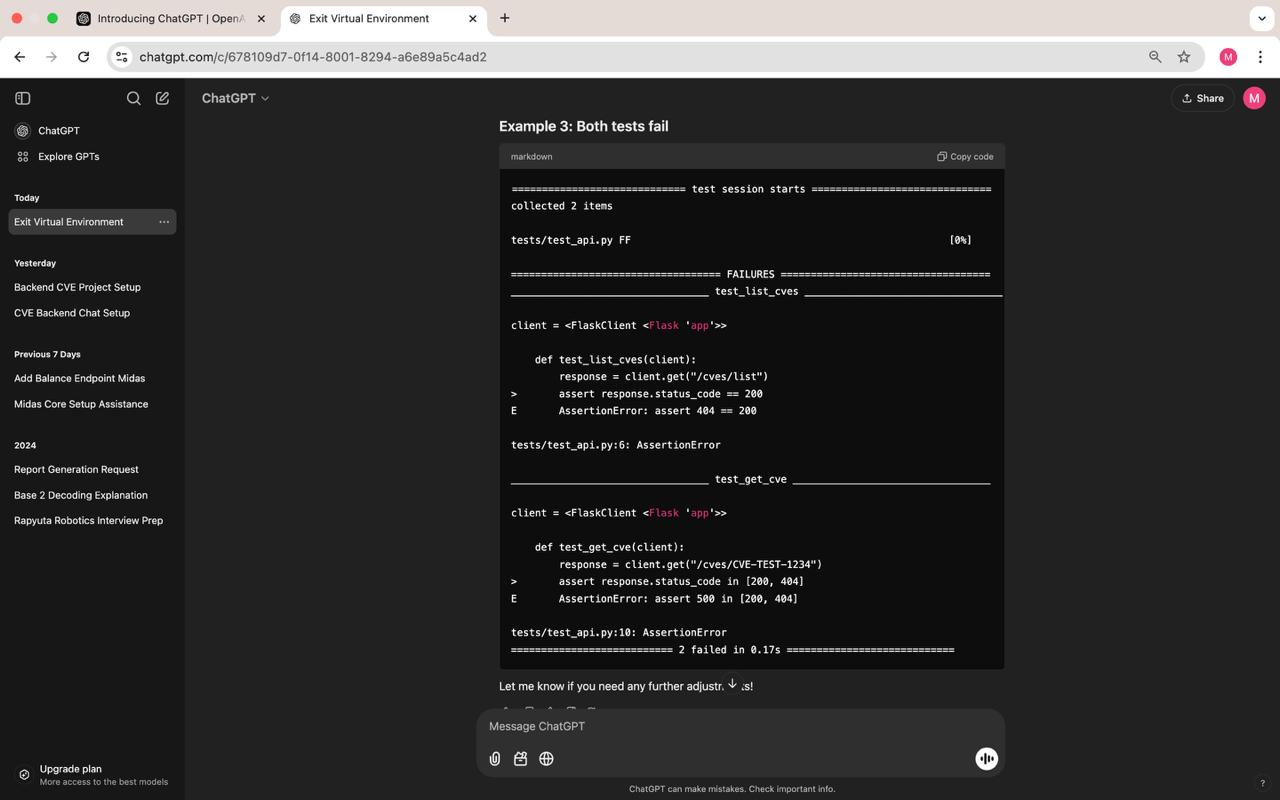 Introducing ChatGPT | OpenA
Exit Virtual Environment
chatgpt.com/c/678109d7-0f14-8001-8294-a6e89a5c4ad2
M
ChatGPT
Share
M
ChatGPT
Explore GPTs
Today
Exit Virtual Environment
Yesterday
Backend CVE Project Setup
CVE Backend Chat Setup
Previous 7 Days
Add Balance Endpoint Midas
Midas Core Setup Assistance
2024
Report Generation Request
Base 2 Decoding Explanation
Rapyuta Robotics Interview Prep
Upgrade plan
More access to the best models
Example 3: Both tests fail
markdown
Copy code
============================= test session starts ==============================
collected 2 items
tests/test_api.py FF [0%]
=================================== FAILURES ===================================
_________________________________ test_list_cves _________________________________
client = <FlaskClient <Flask 'app'>>
def test_list_cves(client):
response = client.get("/cves/list")
> assert response.status_code == 200
E AssertionError: assert 404 == 200
tests/test_api.py:6: AssertionError
_________________________________ test_get_cve _________________________________
client = <FlaskClient <Flask 'app'>>
def test_get_cve(client):
response = client.get("/cves/CVE-TEST-1234")
> assert response.status_code in [200, 404]
E AssertionError: assert 500 in [200, 404]
tests/test_api.py:10: AssertionError
=========================== 2 failed in 0.17s ============================
Let me know if you need any further adjustm ts!
Message ChatGPT
ChatGPT can make mistakes. Check important info.
?